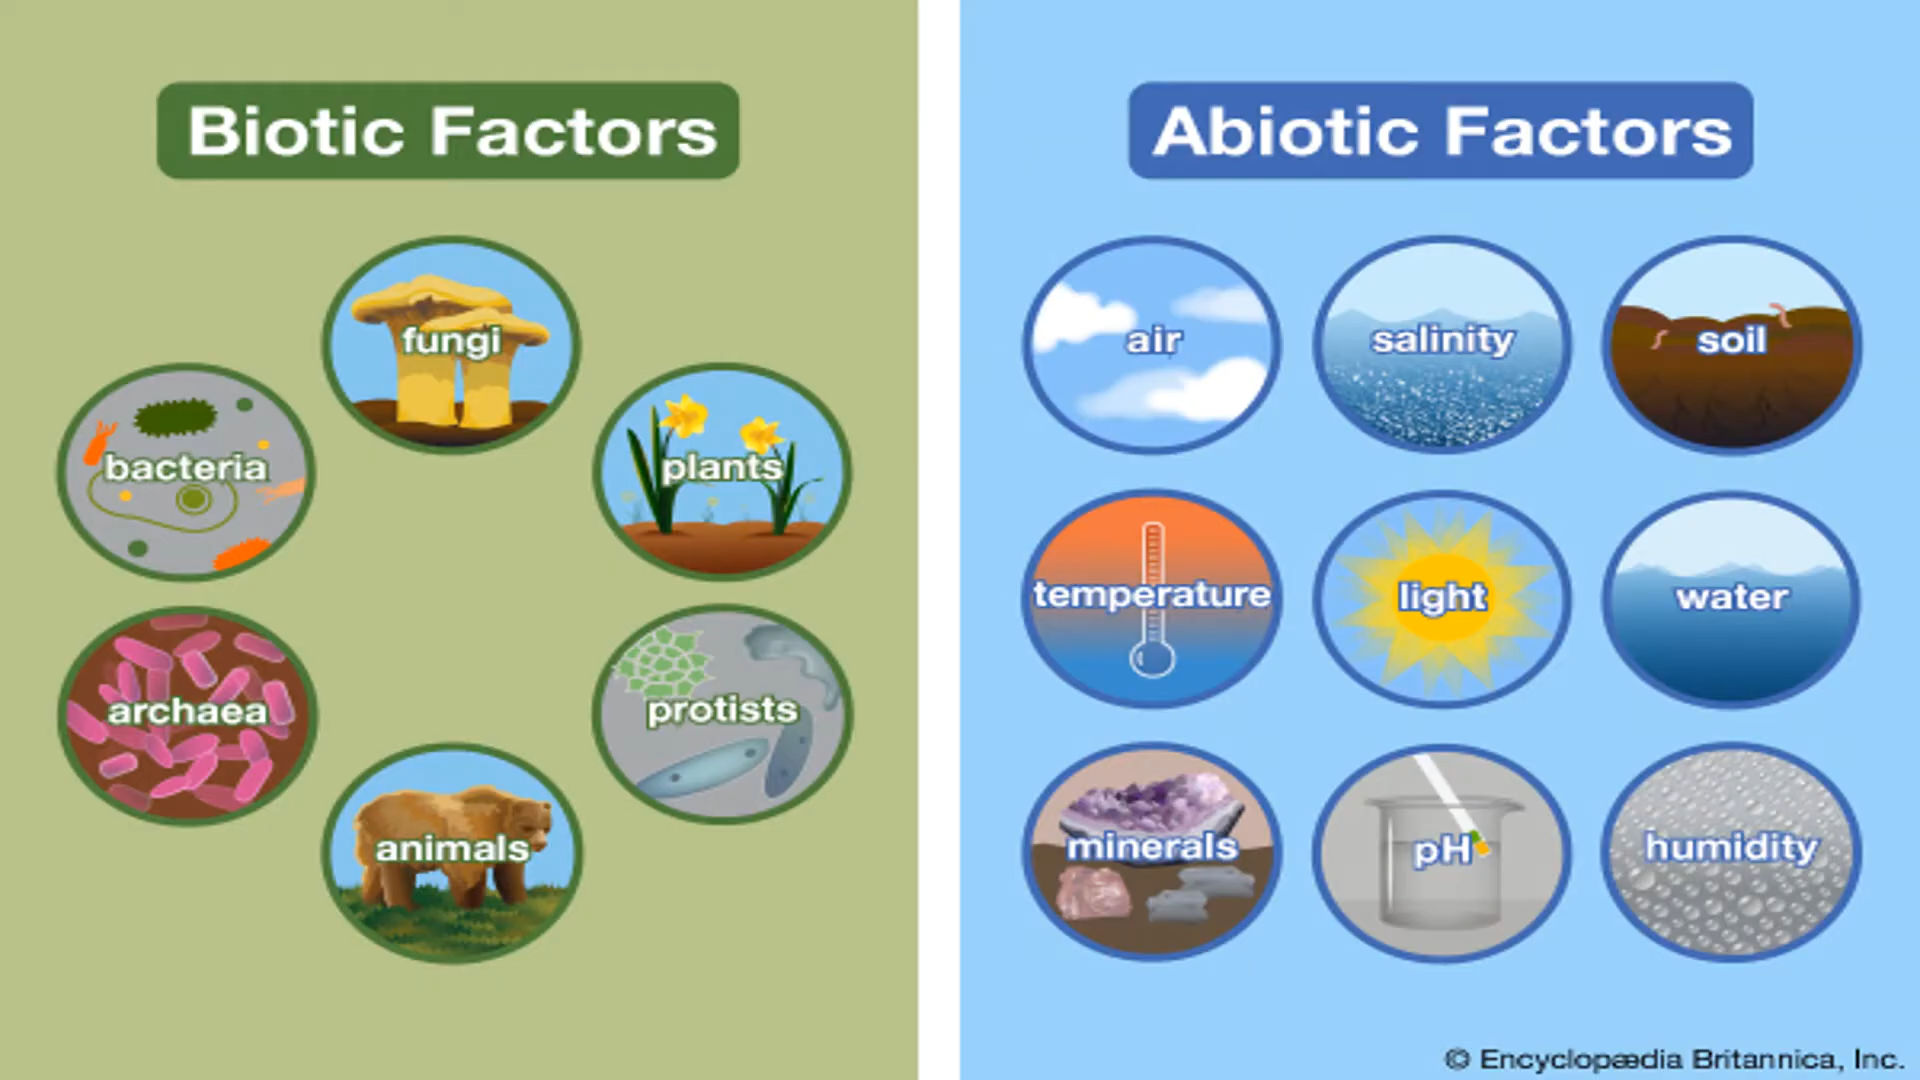 Biotic Factors
fungi
bacteria
plants
archaea
protists
animals
Abiotic Factors
air
salinity
soil
temperature
light
water
minerals
pH
humidity
© Encyclopædia Britannica, Inc.